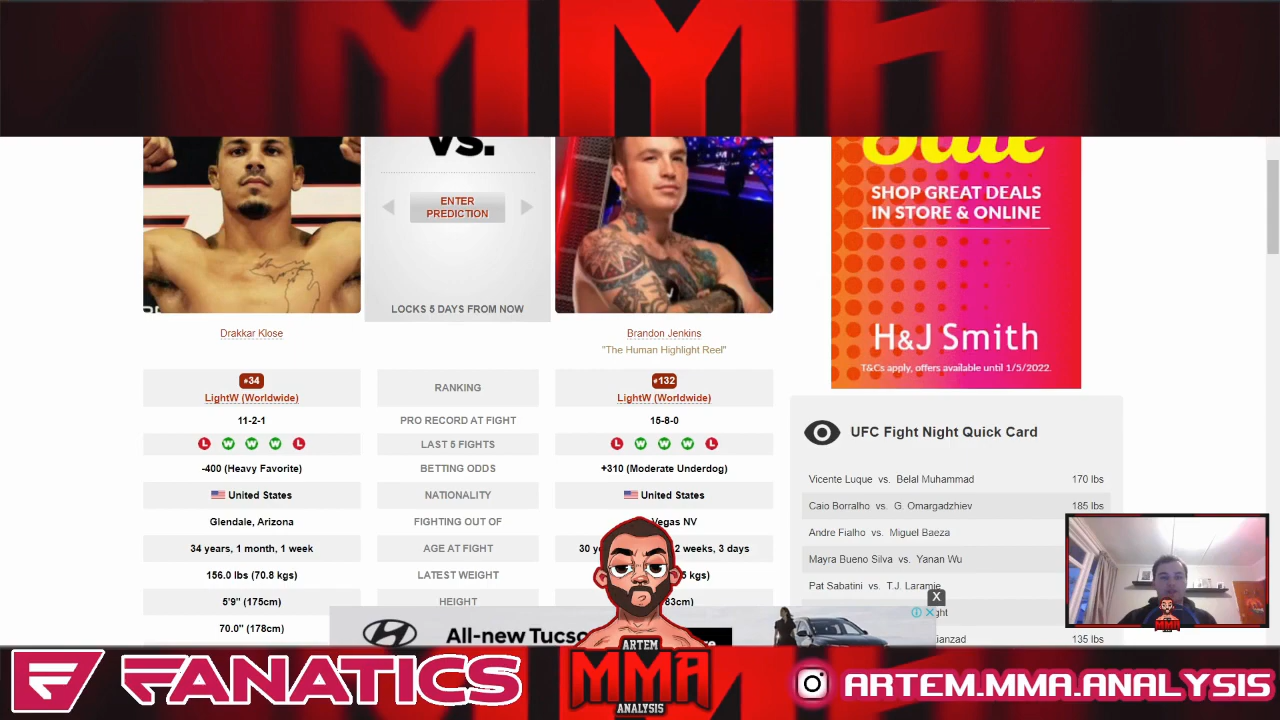 MMA
VS.
ENTER
PREDICTION
LOCKS 5 DAYS FROM NOW
Sale
SHOP GREAT DEALS
IN STORE & ONLINE
H&J Smith
T&Cs apply, offers available until 1/5/2022.
Drakkar Klose
Brandon Jenkins
"The Human Highlight Reel"
#34 RANKING #132
LightW (Worldwide) LightW (Worldwide)
11-2-1 PRO RECORD AT FIGHT 15-8-0
L W W W L LAST 5 FIGHTS L W W W L
-400 (Heavy Favorite) BETTING ODDS +310 (Moderate Underdog)
United States NATIONALITY United States
Glendale, Arizona FIGHTING OUT OF Vegas NV
34 years, 1 month, 1 week AGE AT FIGHT 30 2 weeks, 3 days
156.0 lbs (70.8 kgs) LATEST WEIGHT kgs)
5'9" (175cm) HEIGHT
70.0" (178cm)
UFC Fight Night Quick Card
Vicente Luque vs. Belal Muhammad 170 lbs
Caio Borralho vs. G. Omargadzhiev 185 lbs
Andre Fialho vs. Miguel Baeza
Mayra Bueno Silva vs. Yanan Wu
Pat Sabatini vs. T.J. Laramie
135 lbs
X
HYUNDAI
All-new Tucso
FANATICS
ARTEM
MMA
ANALYSIS
ARTEM.MMA.ANALYSIS